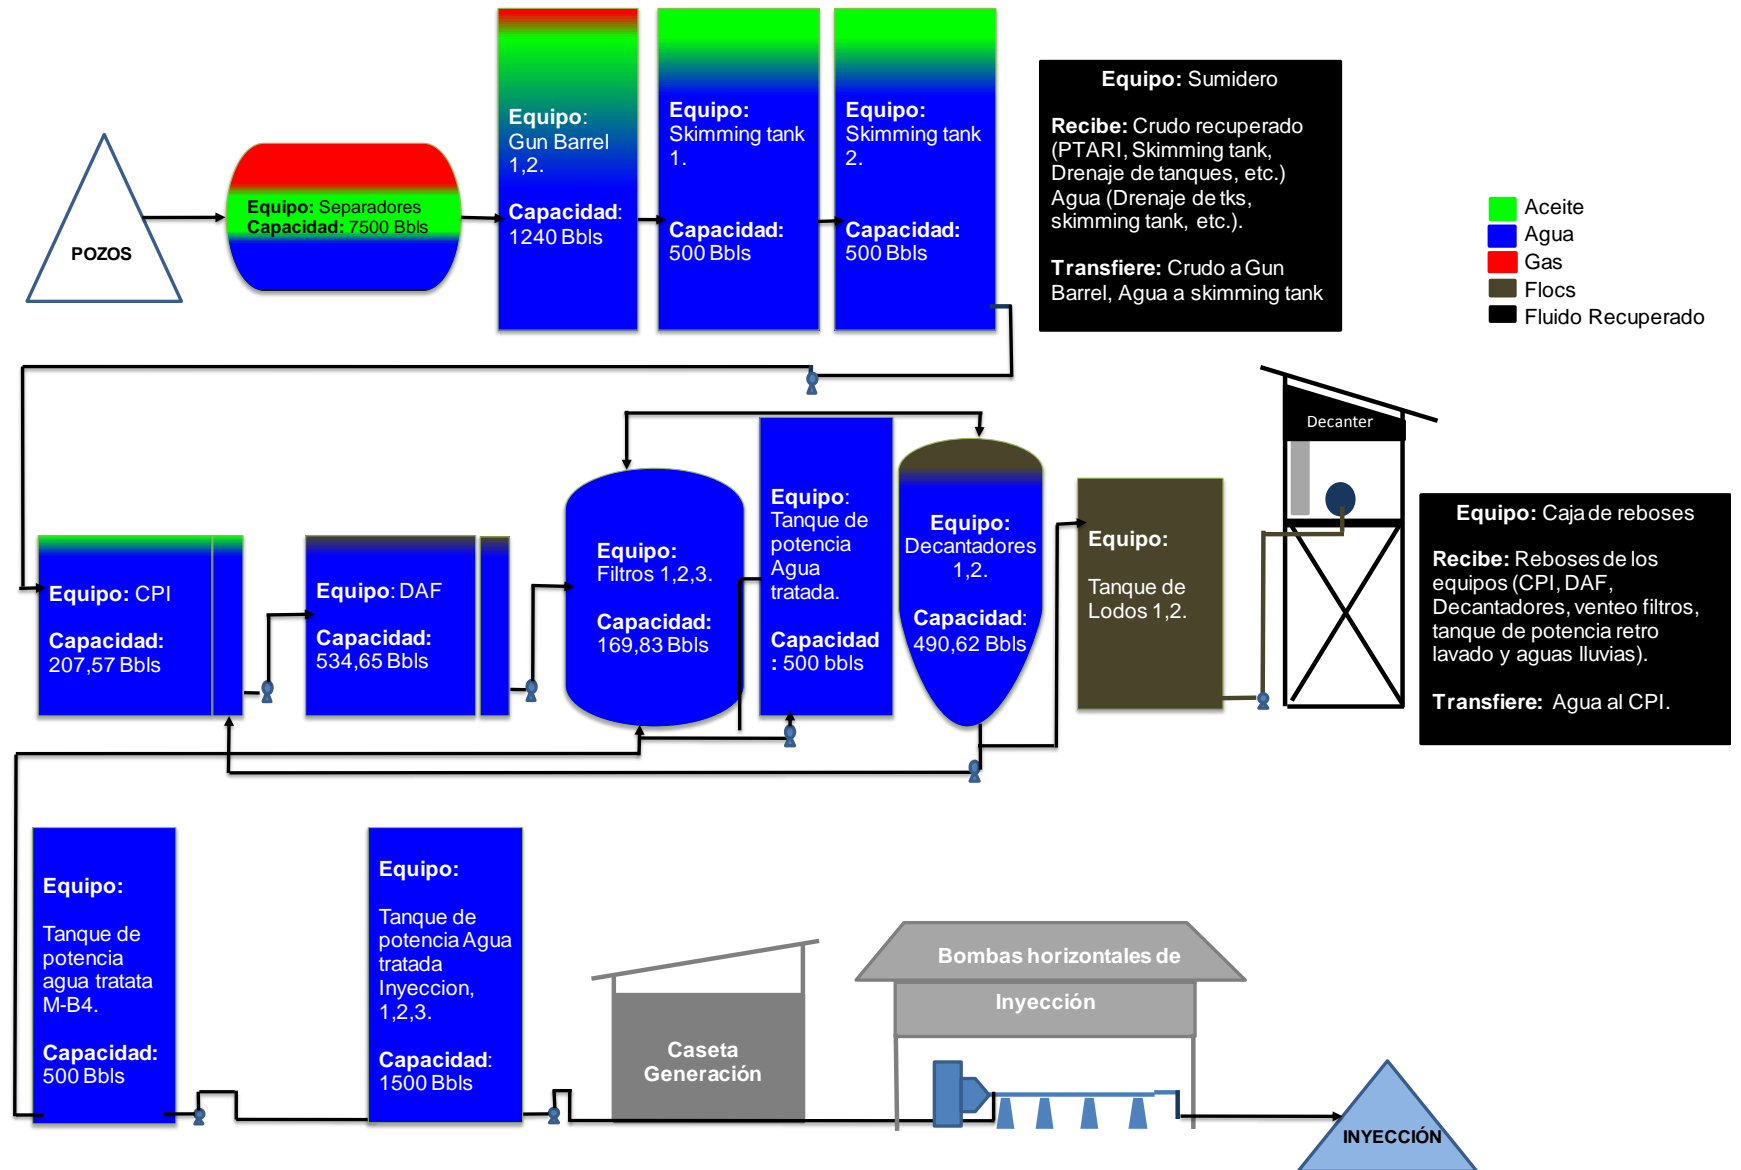 POZOS
Equipo: Separadores
Capacidad: 7500 Bbls
Equipo:
Gun Barrel
1,2.
Capacidad:
1240 Bbls
Equipo:
Skimming tank
1.
Capacidad:
500 Bbls
Equipo:
Skimming tank
2.
Capacidad:
500 Bbls
Equipo: Sumidero
Recibe: Crudo recuperado
(PTARI, Skimming tank,
Drenaje de tanques, etc.)
Agua (Drenaje de tks,
skimming tank, etc.).
Transfiere: Crudo a Gun
Barrel, Agua a skimming tank
Aceite
Agua
Gas
Flocs
Fluido Recuperado
Equipo: CPI
Capacidad:
207,57 Bbls
Equipo: DAF
Capacidad:
534,65 Bbls
Equipo:
Filtros 1,2,3.
Capacidad:
169,83 Bbls
Equipo:
Tanque de
potencia
Agua
tratada.
Capacidad
: 500 bbls
Equipo:
Decantadores
1,2.
Capacidad:
490,62 Bbls
Equipo:
Tanque de
Lodos 1,2.
Decanter
Equipo: Caja de reboses
Recibe: Reboses de los
equipos (CPI, DAF,
Decantadores, venteo filtros,
tanque de potencia retro
lavado y aguas lluvias).
Transfiere: Agua al CPI.
Equipo:
Tanque de
potencia
agua tratata
M-B4.
Capacidad:
500 Bbls
Equipo:
Tanque de
potencia Agua
tratada
Inyeccion,
1,2,3.
Capacidad:
1500 Bbls
Caseta
Generación
Bombas horizontales de
Inyección
INYECCIÓN